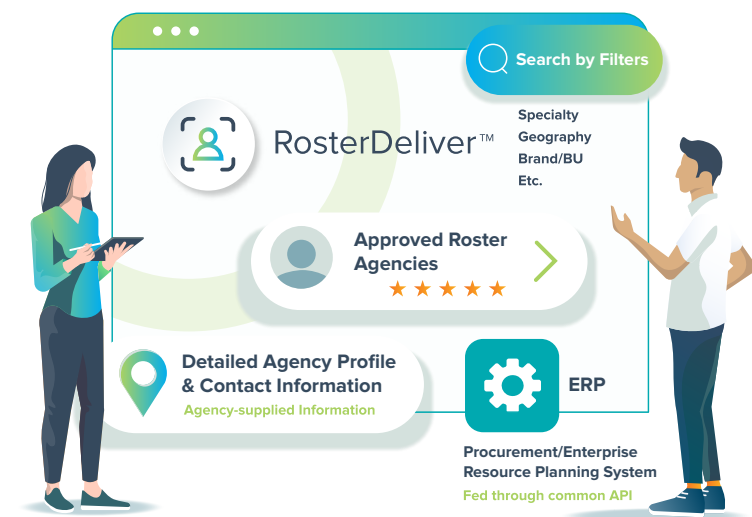 Search by Filters
Specialty
Geography
Brand/BU
Etc.
RosterDeliver™
Approved Roster
Agencies
Detailed Agency Profile
& Contact Information
Agency-supplied Information
ERP
Procurement/Enterprise
Resource Planning System
Fed through common API